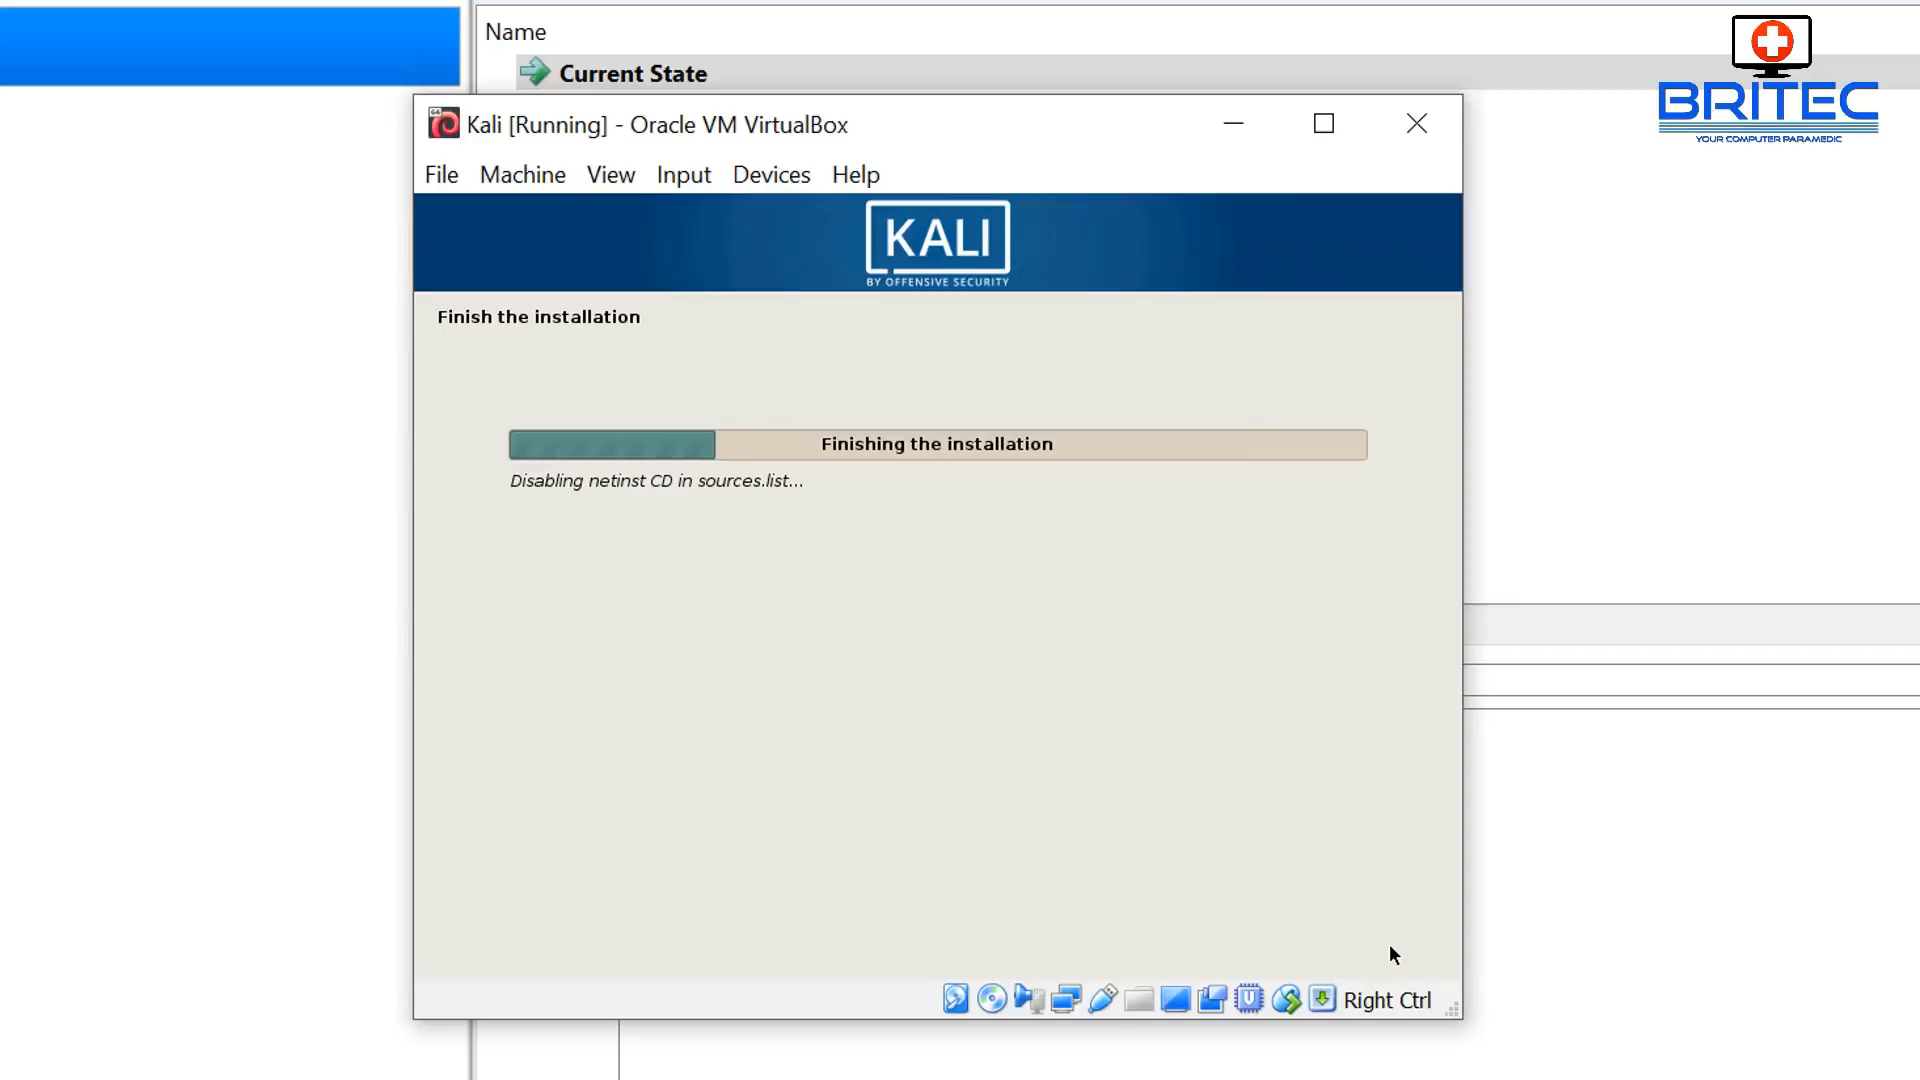 Name
Current State
BRITEC
YOUR COMPUTER PARAMEDIC
Kali [Running] - Oracle VM VirtualBox
File Machine View Input Devices Help
KALI
BY OFFENSIVE SECURITY
Finish the installation
Finishing the installation
Disabling netinst CD in sources.list...
Right Ctrl